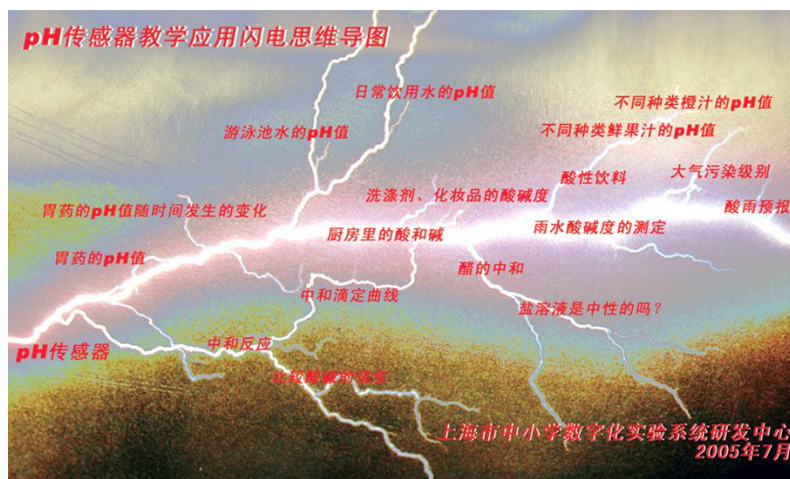 pH传感器教学应用闪电思维导图
日常饮用水的pH值
不同种类橙汁的pH值
游泳池水的pH值
不同种类鲜果汁的pH值
酸性饮料
大气污染级别
洗涤剂、化妆品的酸碱度
胃药的pH值随时间发生的变化
酸雨预报
厨房里的酸和碱
雨水酸碱度的测定
胃药的pH值
醋的中和
中和滴定曲线
盐溶液是中性的吗？
pH传感器
中和反应
比较醋碱的强度
上海市中小学数字化实验系统研发中心
2005年7月